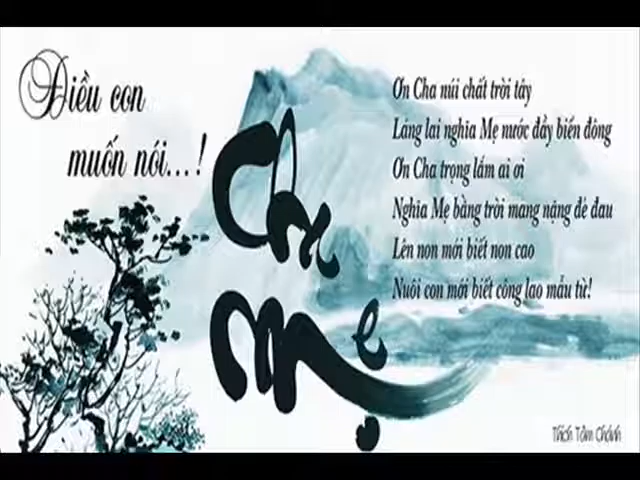 Điều con
muốn nói...!
Cha
Mẹ
Ơn Cha núi chất trời tây
Láng lai nghĩa Mẹ nước đầy biển đông
Ơn Cha trọng lắm ai ơi
Nghĩa Mẹ bằng trời mang nặng đẻ đau
Lên non mới biết non cao
Nuôi con mới biết công lao mẫu từ!
Thích Tâm Chánh